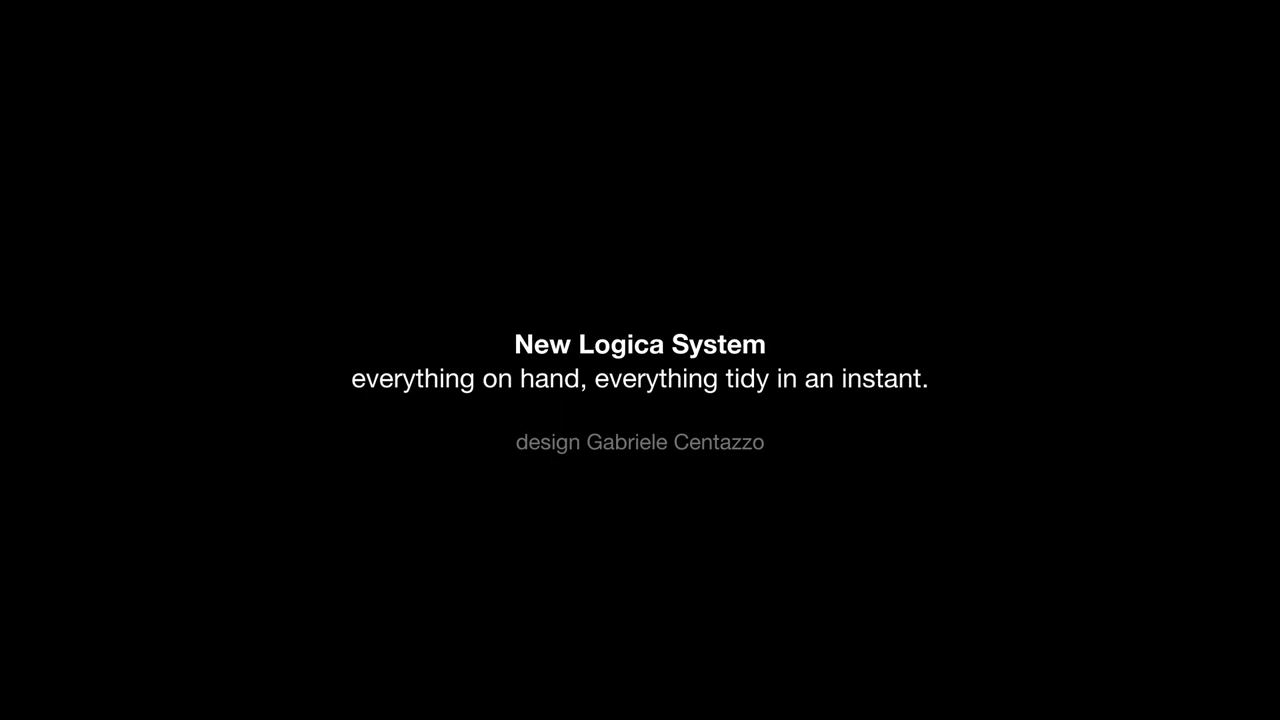 New Logica System
everything on hand, everything tidy in an instant.
design Gabriele Centazzo